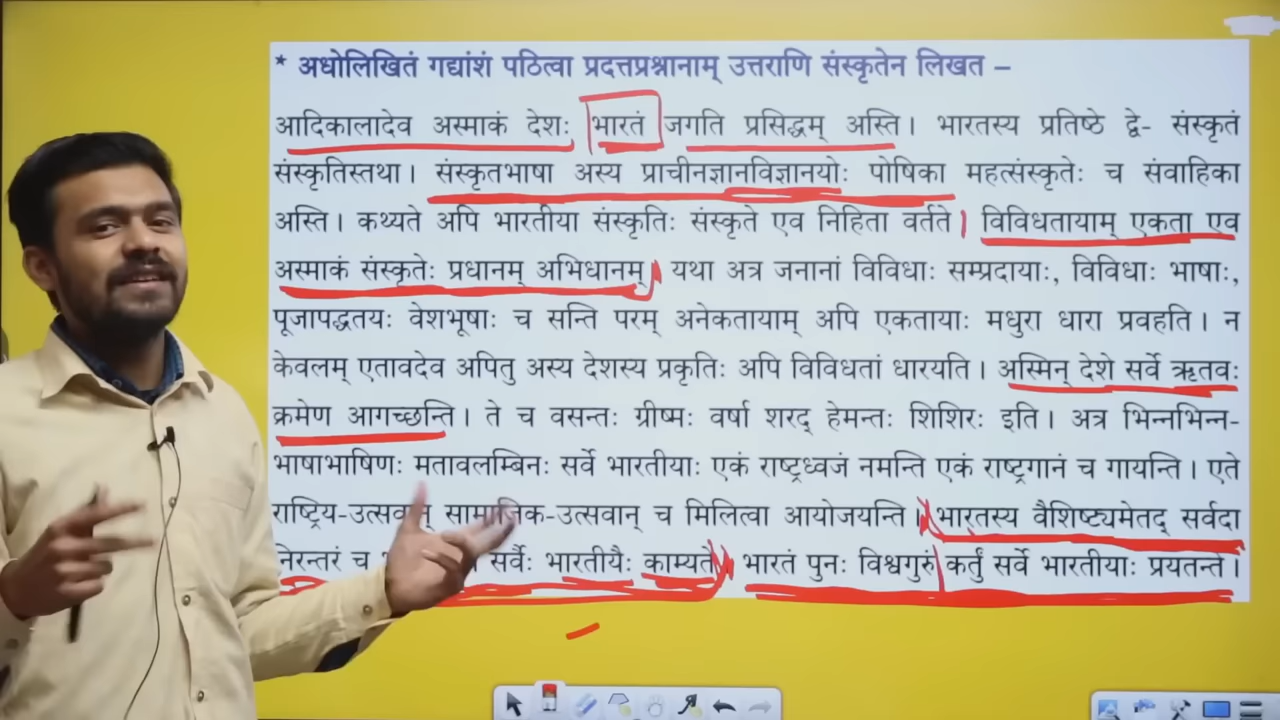 * अधोलिखितं गद्यांशं पठित्वा प्रदत्तप्रश्नानाम् उत्तराणि संस्कृतेन लिखत –
आदिकालादेव अस्माकं देशः भारतं जगति प्रसिद्धम् अस्ति। भारतस्य प्रतिष्ठे द्वे- संस्कृतं
संस्कृतिस्तथा। संस्कृतभाषा अस्य प्राचीनज्ञानविज्ञानयोः पोषिका महत्संस्कृतेः च संवाहिका
अस्ति। कथ्यते अपि भारतीया संस्कृतिः संस्कृते एव निहिता वर्तते। विविधतायाम् एकता एव
अस्माकं संस्कृतेः प्रधानम् अभिधानम्। यथा अत्र जनानां विविधाः सम्प्रदायाः, विविधाः भाषाः,
पूजापद्धतयः वेशभूषाः च सन्ति परम् अनेकतायाम् अपि एकतायाः मधुरा धारा प्रवहति। न
केवलम् एतावदेव अपितु अस्य देशस्य प्रकृतिः अपि विविधतां धारयति। अस्मिन् देशे सर्वे ऋतवः
क्रमेण आगच्छन्ति। ते च वसन्तः ग्रीष्मः वर्षा शरद् हेमन्तः शिशिरः इति। अत्र भिन्नभिन्न-
भाषाभाषिणः मतावलम्बिनः सर्वे भारतीयाः एकं राष्ट्रध्वजं नमन्ति एकं राष्ट्रगानं च गायन्ति। एते
राष्ट्रिय-उत्सवान् सामाजिक-उत्सवान् च मिलित्वा आयोजयन्ति। भारतस्य वैशिष्ट्यमेतद् सर्वदा
निरन्तरं च सर्वैः भारतीयैः काम्यते। भारतं पुनः विश्वगुरुं कर्तुं सर्वे भारतीयाः प्रयतन्ते।